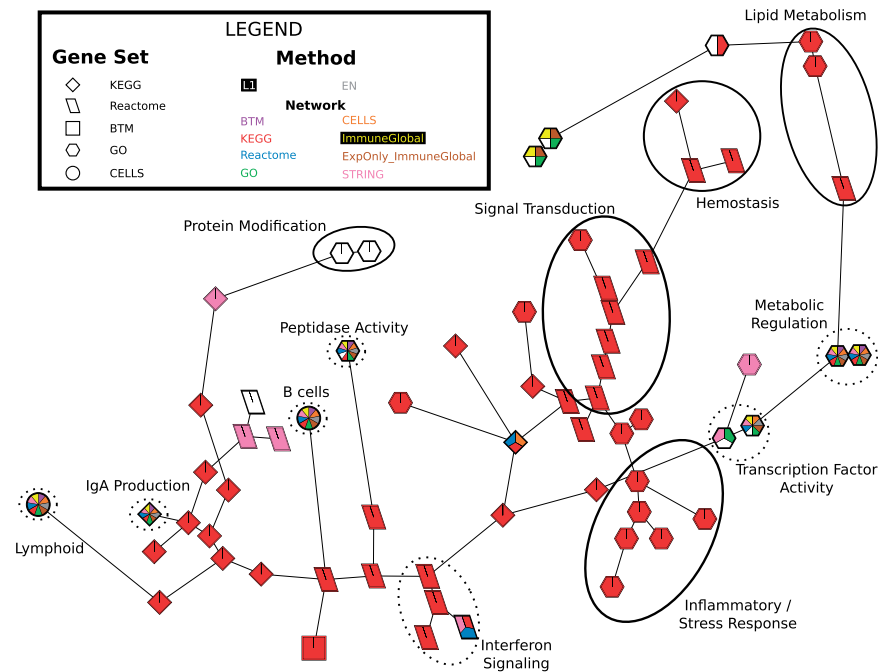 LEGEND
Gene Set
Method
KEGG
Reactome
BTM
GO
CELLS
L1
EN
Network
BTM
CELLS
KEGG
ImmuneGlobal
Reactome
ExpOnly_ImmuneGlobal
GO
STRING
Lipid Metabolism
Hemostasis
Signal Transduction
Protein Modification
Metabolic
Regulation
Peptidase Activity
B cells
Transcription Factor
Activity
IgA Production
Lymphoid
Inflammatory /
Stress Response
Interferon
Signaling